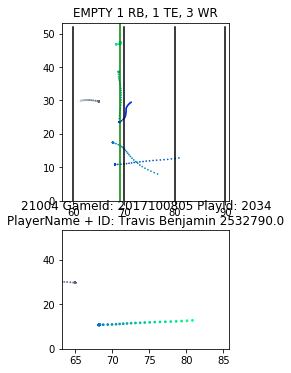 EMPTY 1 RB, 1 TE, 3 WR
50
40
30
20
10
0
60 70 80 90
21004 GameId: 2017100805 PlayId: 2034
PlayerName + ID: Travis Benjamin 2532790.0
40
20
0
65 70 75 80 85